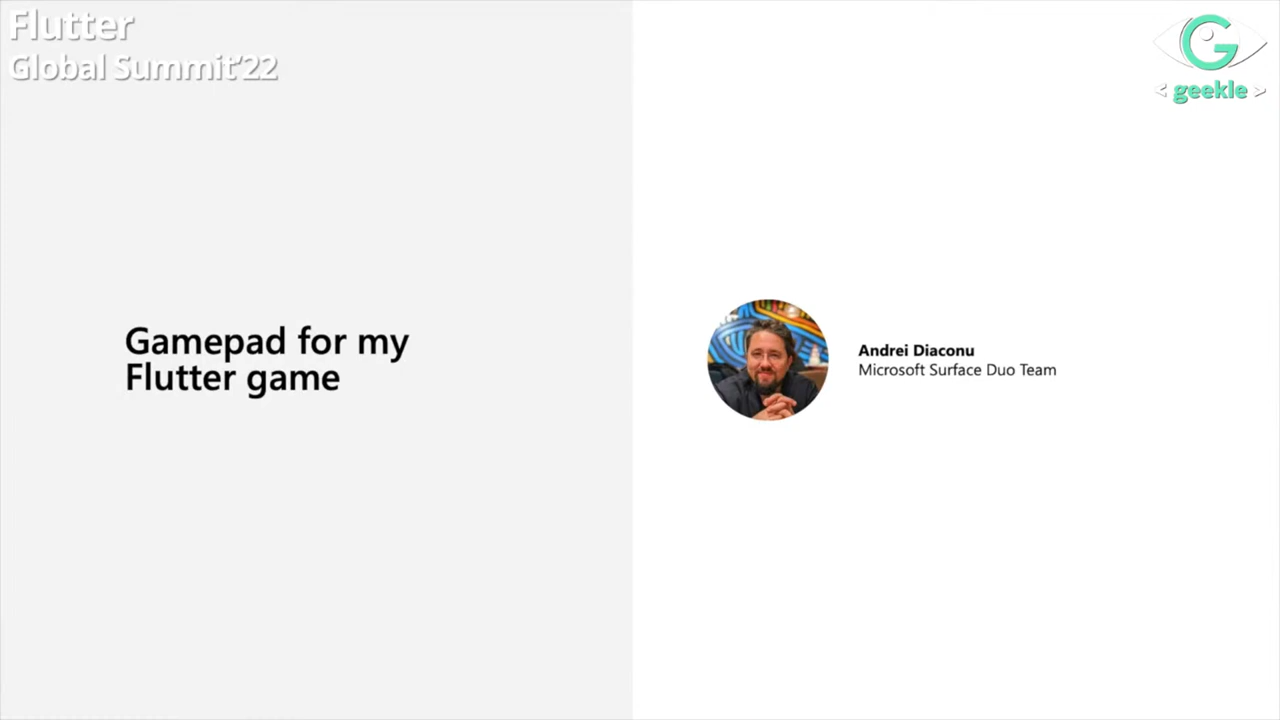 Flutter
Global Summit'22
G
< geekle >
Gamepad for my
Flutter game
Andrei Diaconu
Microsoft Surface Duo Team